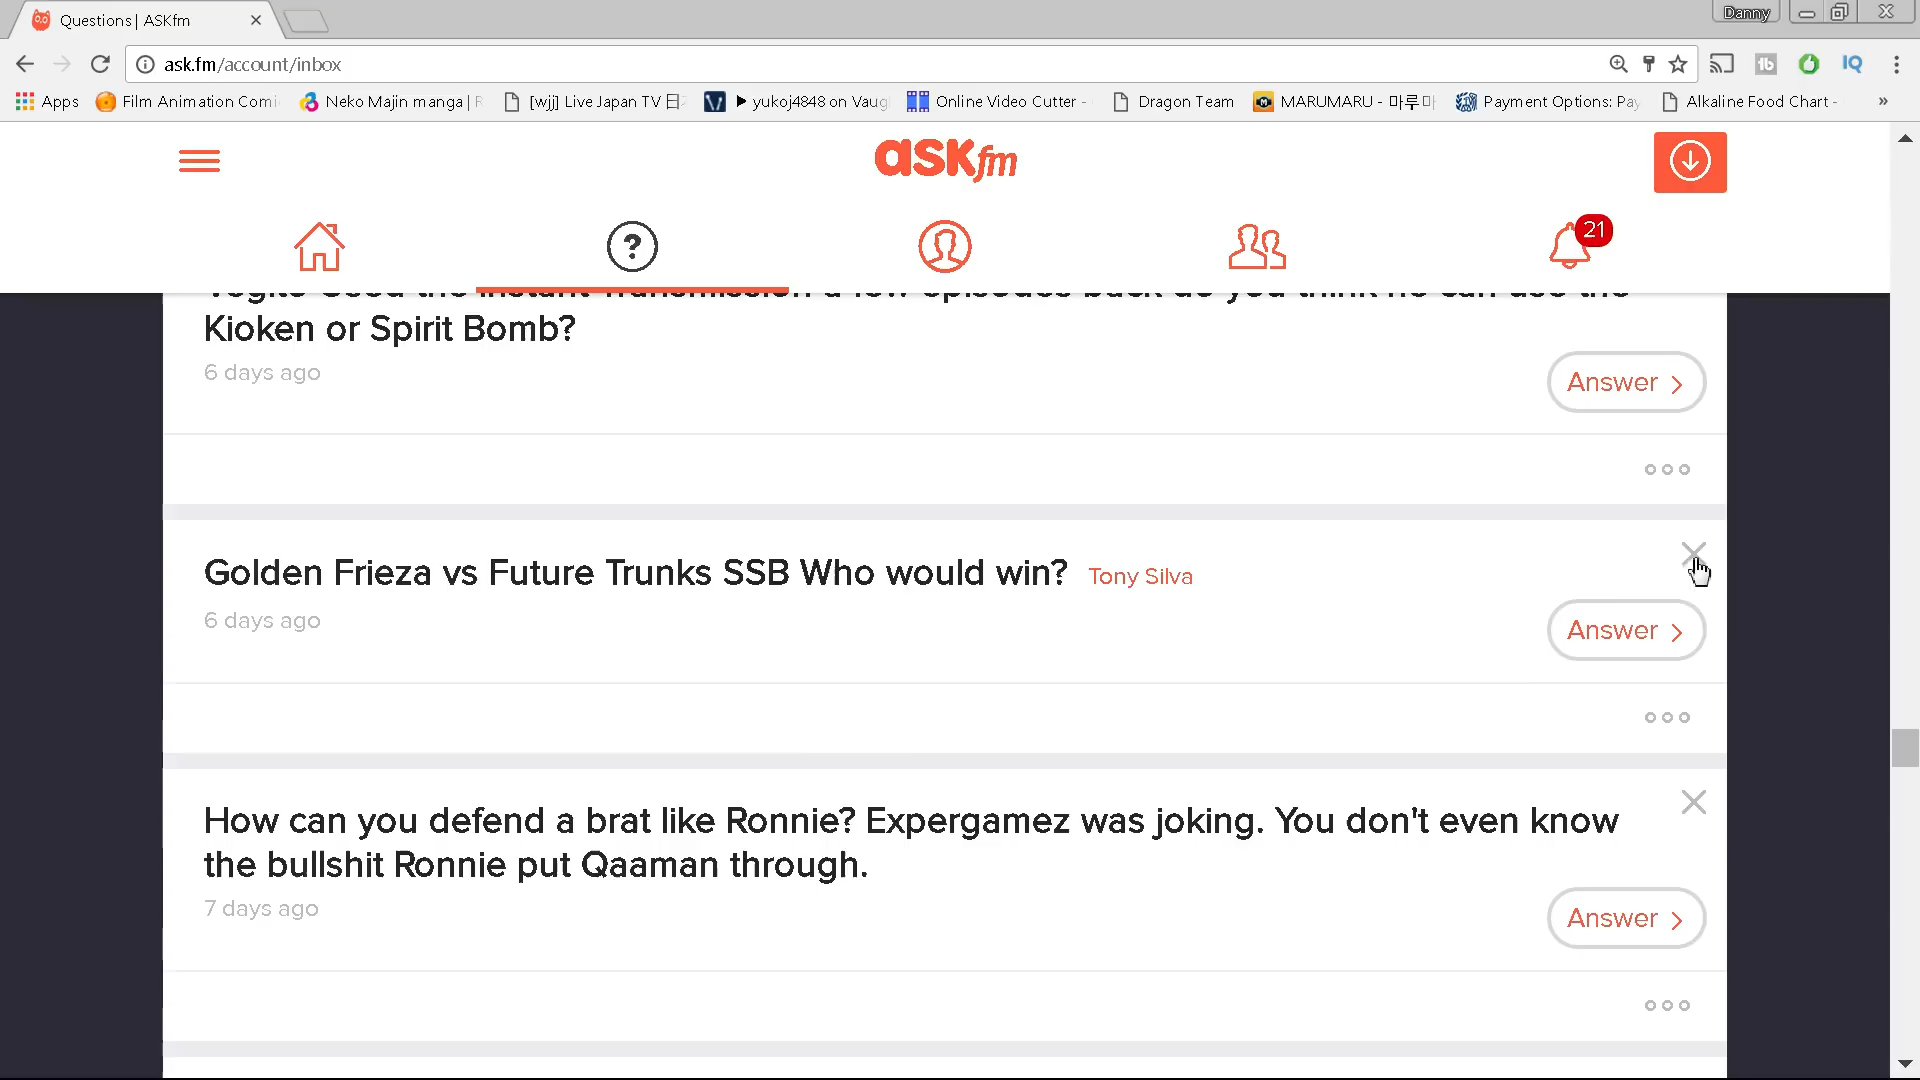 Questions | ASKfm
Danny
ask.fm/account/inbox
Apps
Film Animation Comi
Neko Majin manga | R
[wjj] Live Japan TV 日
▶ yukoj4848 on Vaug
Online Video Cutter -
Dragon Team
MARUMARU - 마루마
Payment Options: Pay
Alkaline Food Chart -
»
ASKfm
21
Kioken or Spirit Bomb?
6 days ago
Answer
Golden Frieza vs Future Trunks SSB Who would win? Tony Silva
6 days ago
Answer
How can you defend a brat like Ronnie? Expergamez was joking. You don't even know
the bullshit Ronnie put Qaaman through.
7 days ago
Answer